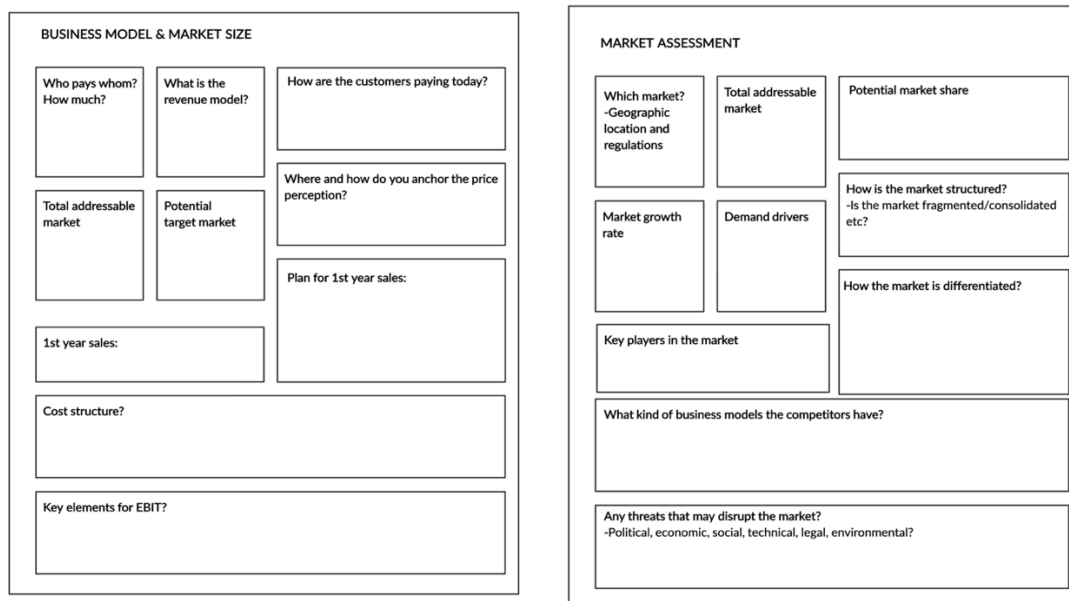 BUSINESS MODEL & MARKET SIZE
Who pays whom?
How much?
What is the
revenue model?
How are the customers paying today?
Where and how do you anchor the price
perception?
Total addressable
market
Potential
target market
Plan for 1st year sales:
1st year sales:
Cost structure?
Key elements for EBIT?
MARKET ASSESSMENT
Which market?
-Geographic
location and
regulations
Total addressable
market
Potential market share
How is the market structured?
-Is the market fragmented/consolidated
etc?
Market growth
rate
Demand drivers
How the market is differentiated?
Key players in the market
What kind of business models the competitors have?
Any threats that may disrupt the market?
-Political, economic, social, technical, legal, environmental?